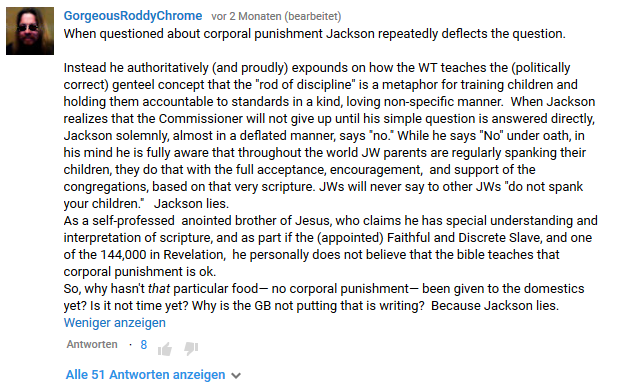 GorgeousRoddyChrome vor 2 Monaten (bearbeitet)
When questioned about corporal punishment Jackson repeatedly deflects the question.
Instead he authoritatively (and proudly) expounds on how the WT teaches the (politically
correct) genteel concept that the "rod of discipline" is a metaphor for training children and
holding them accountable to standards in a kind, loving non-specific manner. When Jackson
realizes that the Commissioner will not give up until his simple question is answered directly,
Jackson solemnly, almost in a deflated manner, says "no." While he says "No" under oath, in
his mind he is fully aware that throughout the world JW parents are regularly spanking their
children, they do that with the full acceptance, encouragement, and support of the
congregations, based on that very scripture. JWs will never say to other JWs "do not spank
your children." Jackson lies.
As a self-professed anointed brother of Jesus, who claims he has special understanding and
interpretation of scripture, and as part if the (appointed) Faithful and Discrete Slave, and one
of the 144,000 in Revelation, he personally does not believe that the bible teaches that
corporal punishment is ok.
So, why hasn't that particular food— no corporal punishment— been given to the domestics
yet? Is it not time yet? Why is the GB not putting that is writing? Because Jackson lies.
Weniger anzeigen
Antworten · 8
Alle 51 Antworten anzeigen